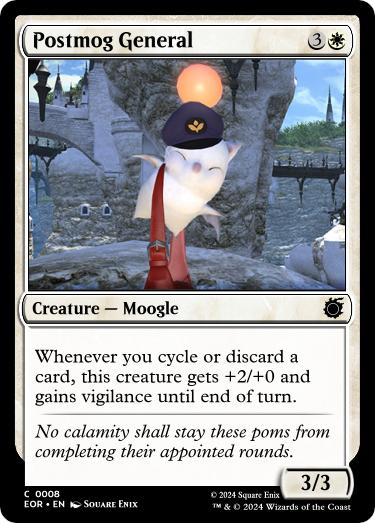 Postmog General 3
Creature — Moogle
Whenever you cycle or discard a
card, this creature gets +2/+0 and
gains vigilance until end of turn.
No calamity shall stay these poms from
completing their appointed rounds.
3/3
C 0008
EOR • EN SQUARE ENIX
© 2024 Square Enix
™ & © 2024 Wizards of the Coast